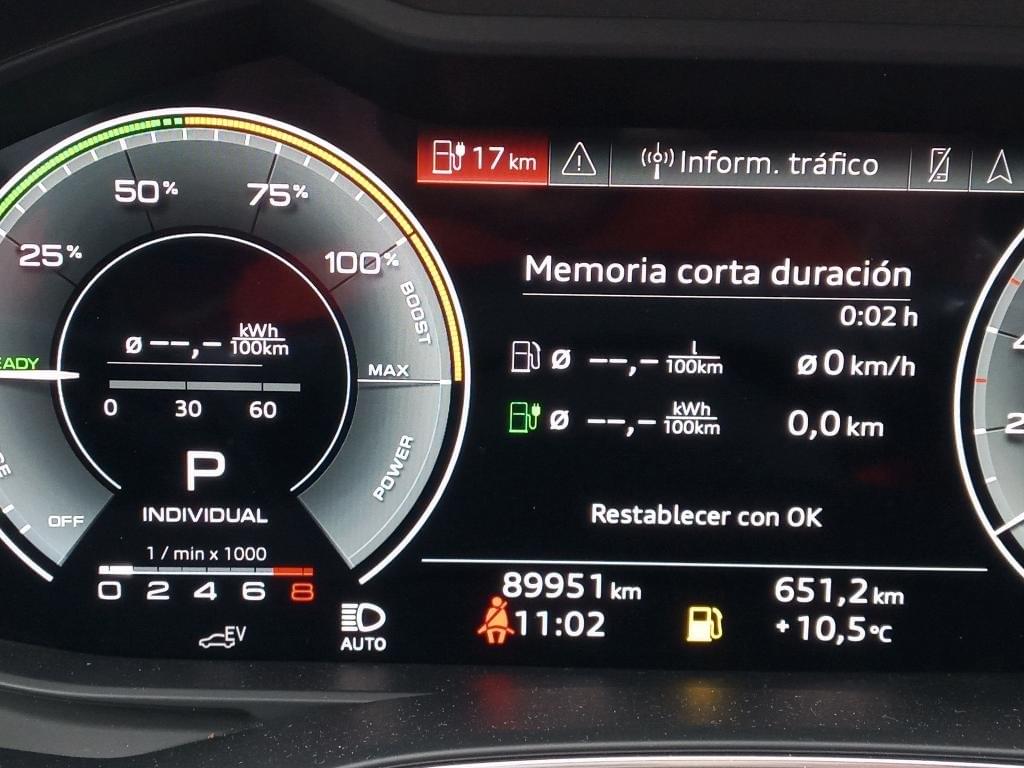 50%
75%
25%
100%
BOOST
MAX
POWER
OFF
ø --,- kWh/100km
0 30 60
P
INDIVIDUAL
1 / min x 1000
0 2 4 6 8
EV
AUTO
17 km
Inform. tráfico
Memoria corta duración
0:02 h
ø --,- l/100km ø 0 km/h
ø --,- kWh/100km 0,0 km
Restablecer con OK
89951 km 651,2 km
11:02 +10,5°C